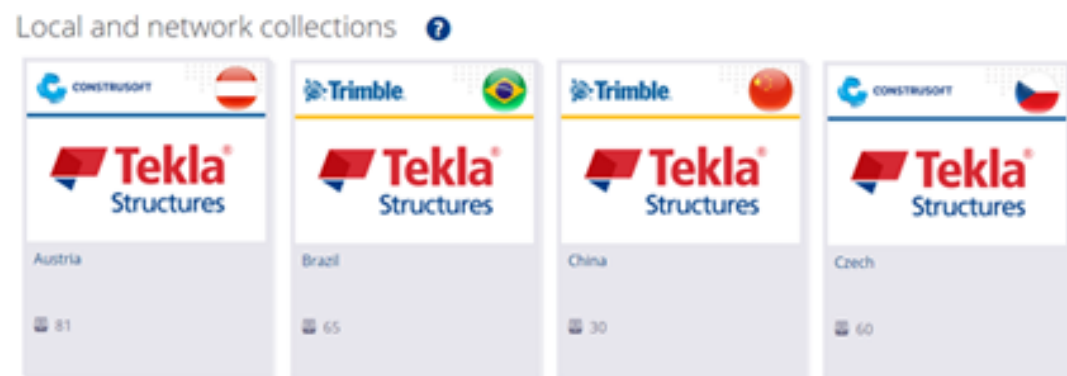 Local and network collections ?
CONSTRUSOFT
Tekla®
Structures
Austria
81
Trimble.
Tekla®
Structures
Brazil
65
Trimble.
Tekla®
Structures
China
30
CONSTRUSOFT
Tekla®
Structures
Czech
60